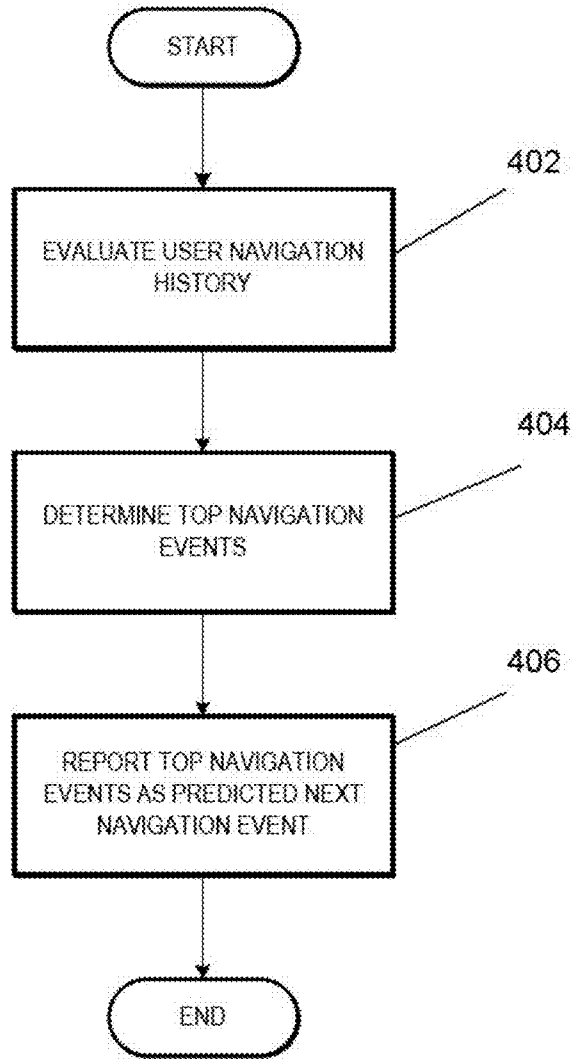 START
402
EVALUATE USER NAVIGATION
HISTORY
404
DETERMINE TOP NAVIGATION
EVENTS
406
REPORT TOP NAVIGATION
EVENTS AS PREDICTED NEXT
NAVIGATION EVENT
END